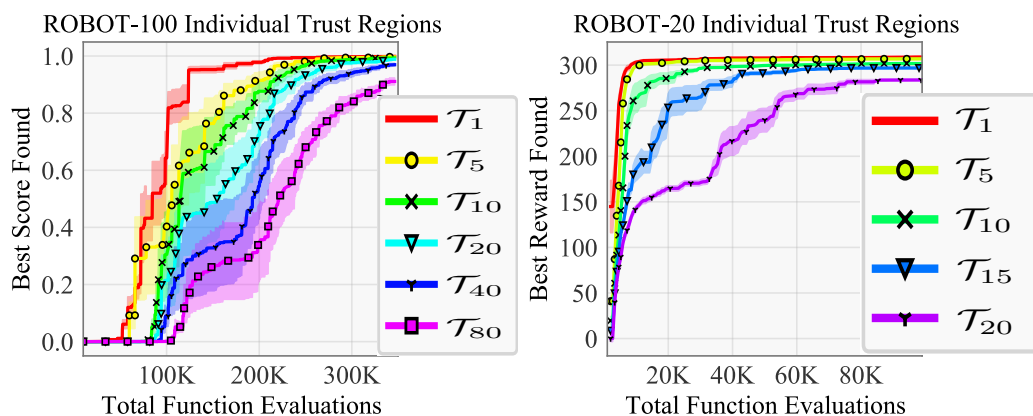 ROBOT-100 Individual Trust Regions
Best Score Found
1.0
0.8
0.6
0.4
0.2
0.0
100K
200K
300K
Total Function Evaluations
T1
T5
T10
T20
T40
T80
ROBOT-20 Individual Trust Regions
Best Reward Found
300
250
200
150
100
50
0
20K
40K
60K
80K
Total Function Evaluations
T1
T5
T10
T15
T20